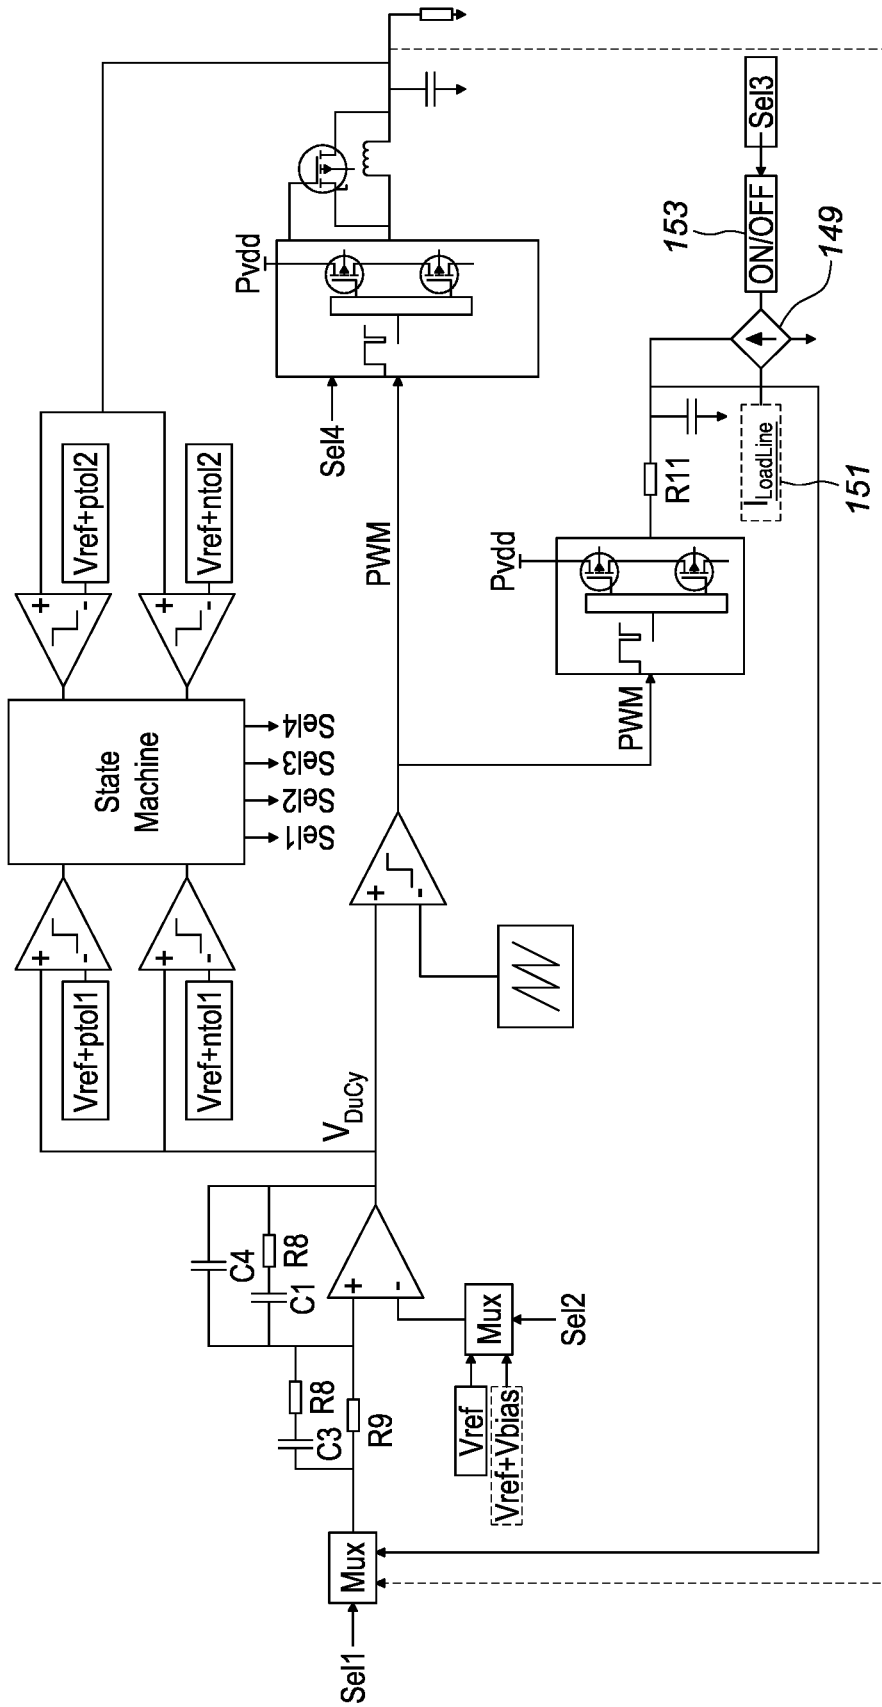 Sel1
Mux
C3
R8
R9
C4
C1
R8
+
-
Vref
Vref+Vbias
Mux
Sel2
V_DuCy
Vref+ptol1
Vref+ntol1
+
-
+
-
State
Machine
Sel1
Sel2
Sel3
Sel4
+
-
+
-
Vref+ptol2
Vref+ntol2
+
-
PWM
PWM
Sel4
Pvdd
Pvdd
R11
I_LoadLine
151
149
153
ON/OFF
Sel3